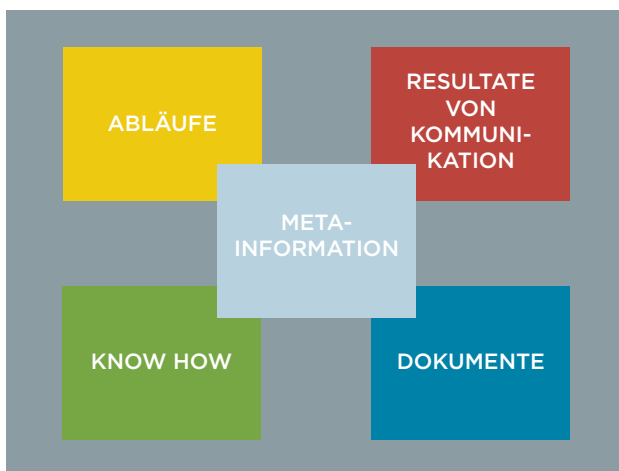 ABLÄUFE
RESULTATE
VON
KOMMUNI-
KATION
META-
INFORMATION
KNOW HOW
DOKUMENTE